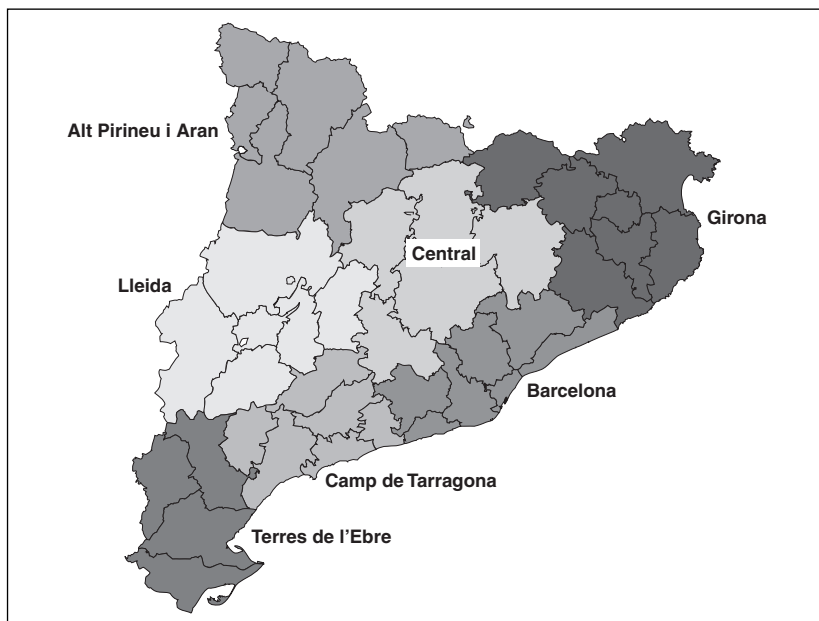 Alt Pirineu i Aran
Girona
Central
Lleida
Barcelona
Camp de Tarragona
Terres de l'Ebre